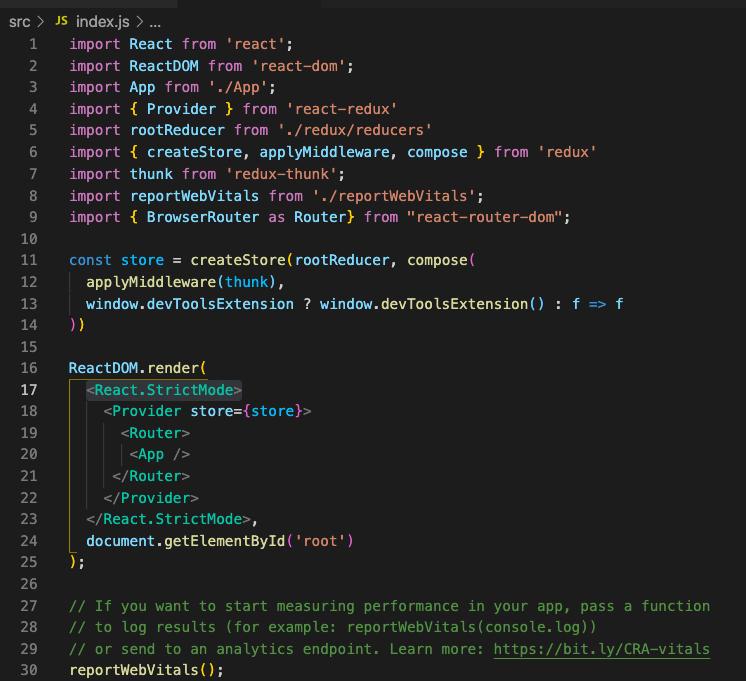 src > JS index.js > ...
1 import React from 'react';
2 import ReactDOM from 'react-dom';
3 import App from './App';
4 import { Provider } from 'react-redux'
5 import rootReducer from './redux/reducers'
6 import { createStore, applyMiddleware, compose } from 'redux'
7 import thunk from 'redux-thunk';
8 import reportWebVitals from './reportWebVitals';
9 import { BrowserRouter as Router} from "react-router-dom";
10
11 const store = createStore(rootReducer, compose(
12   applyMiddleware(thunk),
13   window.devToolsExtension ? window.devToolsExtension() : f => f
14 ))
15
16 ReactDOM.render(
17   <React.StrictMode>
18     <Provider store={store}>
19       <Router>
20        <App />
21      </Router>
22     </Provider>
23   </React.StrictMode>,
24   document.getElementById('root')
25 );
26
27 // If you want to start measuring performance in your app, pass a function
28 // to log results (for example: reportWebVitals(console.log))
29 // or send to an analytics endpoint. Learn more: https://bit.ly/CRA-vitals
30 reportWebVitals();